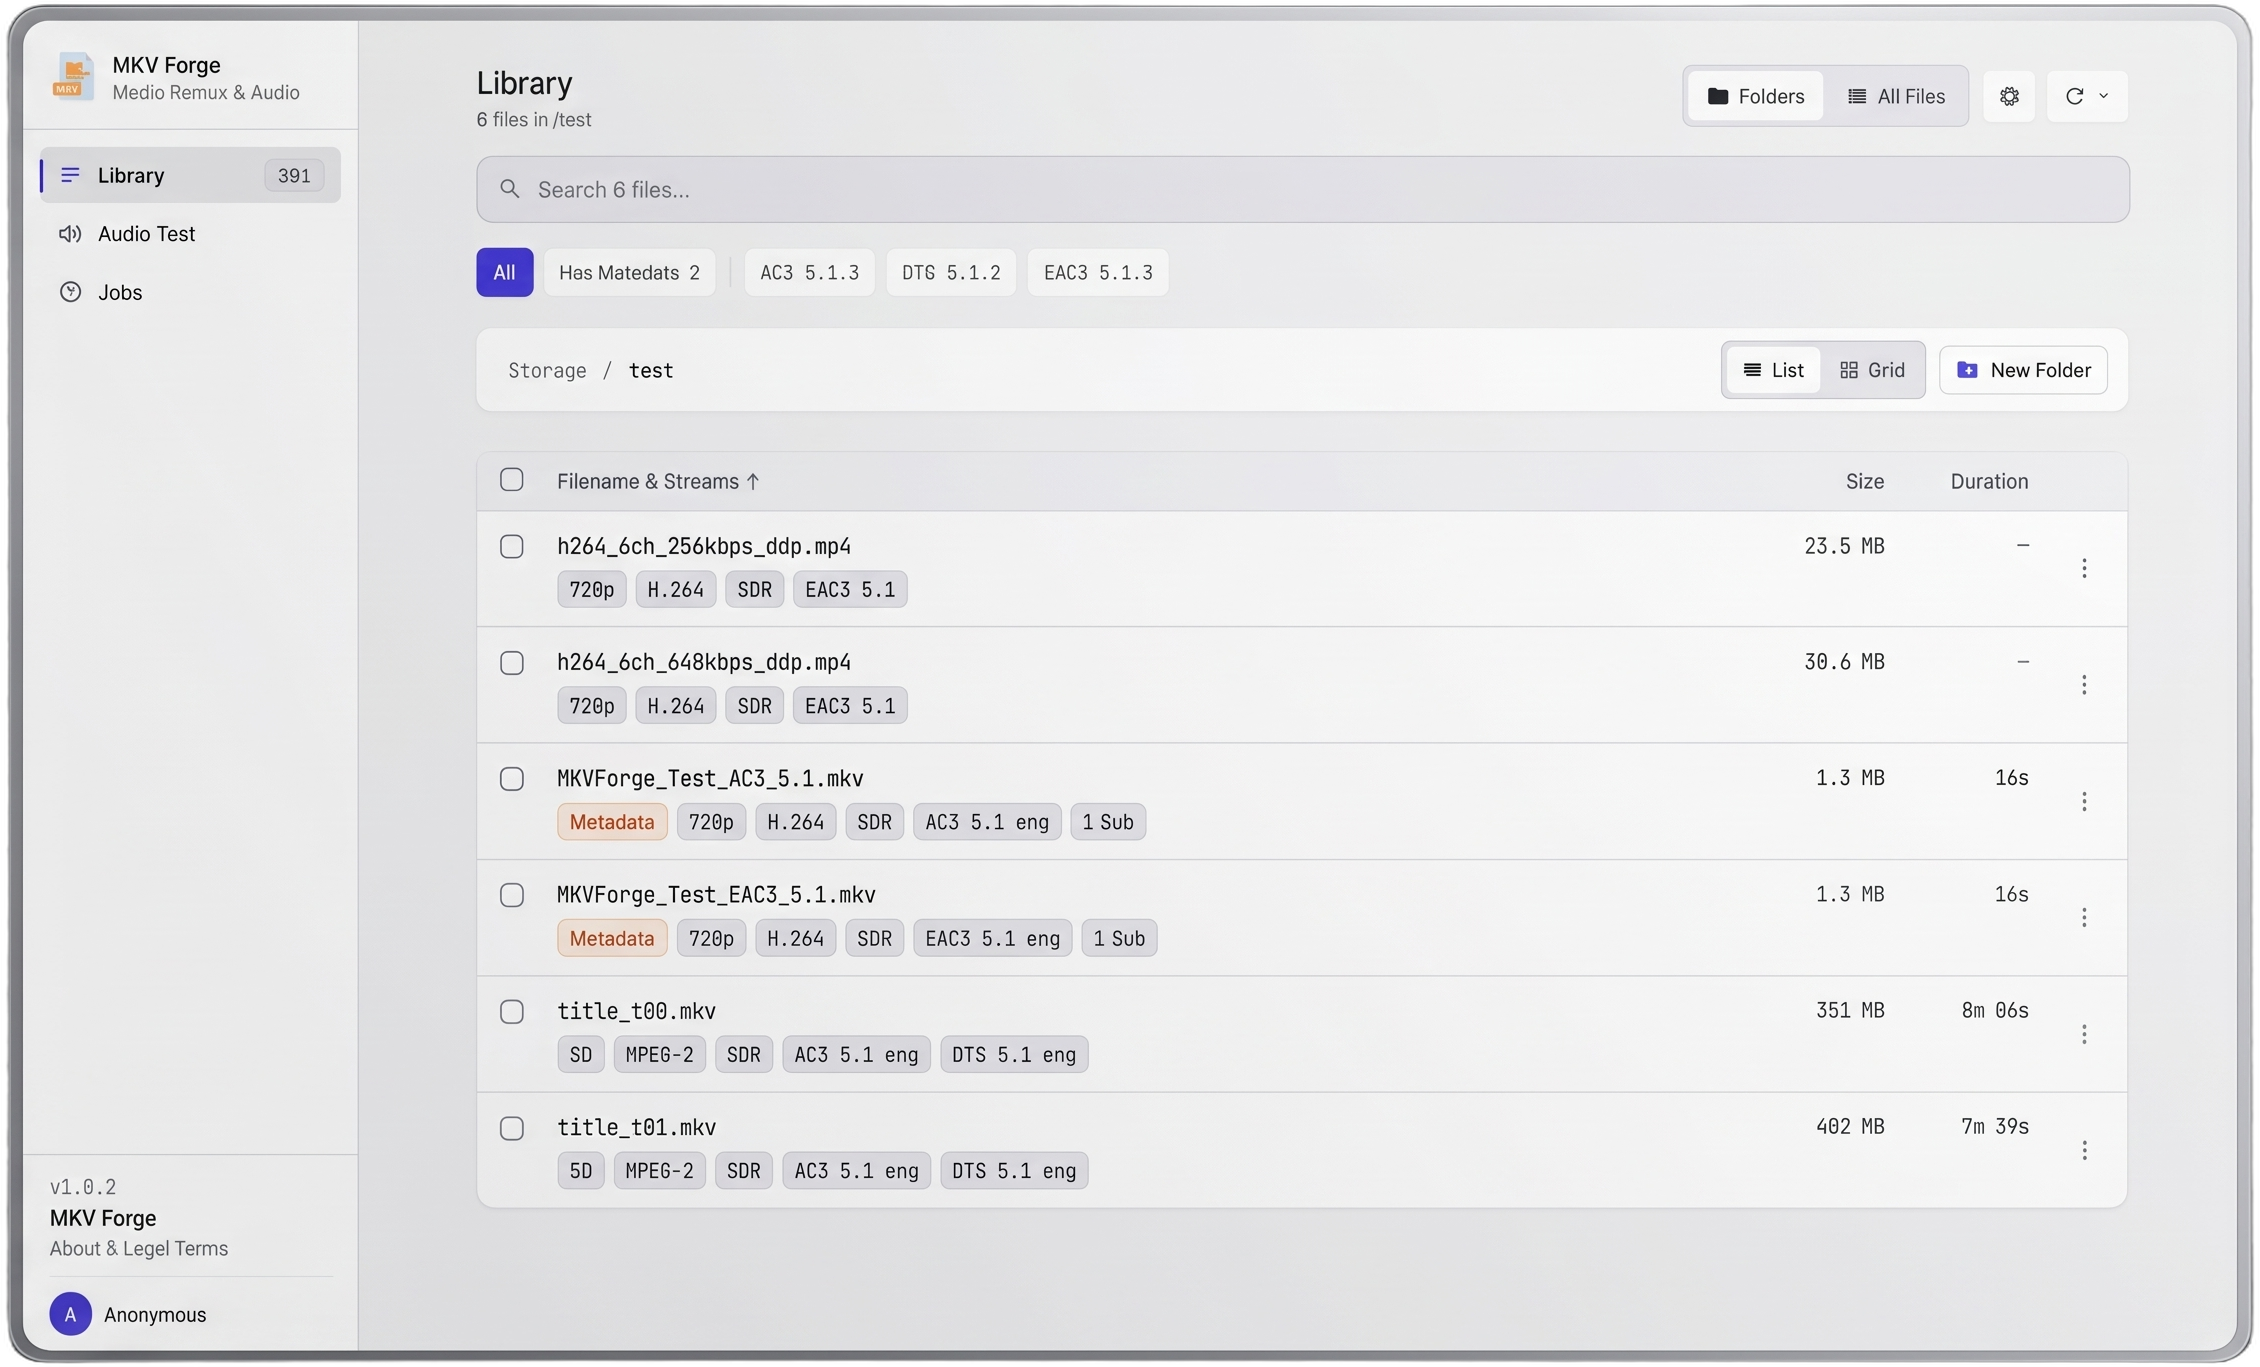 MRV
MKV Forge
Medio Remux & Audio
Library 391
Audio Test
Jobs
v1.0.2
MKV Forge
About & Legel Terms
A Anonymous
Library
6 files in /test
Folders All Files
Search 6 files...
All Has Matedats 2 AC3 5.1.3 DTG 5.1.2 EAC3 5.1.3
Storage / test List Grid New Folder
Filename & Streams ↑ Size Duration
h264_6ch_256kbps_ddp.mp4 23.5 MB –
720p H.264 SDR EAC3 5.1
h264_6ch_648kbps_ddp.mp4 30.6 MB –
720p H.264 SDR EAC3 5.1
MKVForge_Test_AC3_5.1.mkv 1.3 MB 16s
Metadata 720p H.264 SDR AC3 5.1 eng 1 Sub
MKVForge_Test_EAC3_5.1.mkv 1.3 MB 16s
Metadata 720p H.264 SDR EAC3 5.1 eng 1 Sub
title_t00.mkv 351 MB 8m 06s
SD MPEG-2 SDR AC3 5.1 eng DTS 5.1 eng
title_t01.mkv 402 MB 7m 39s
5D MPEG-2 SDR AC3 5.1 eng DTS 5.1 eng